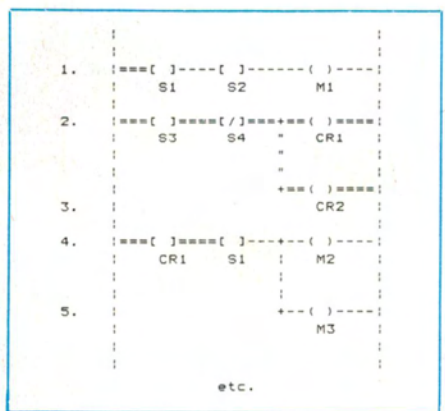 1. ¦===[ ]----[ ]------( )----¦
S1 S2 M1
2. ¦===[ ]====[/]===+==( )====¦
S3 S4 " CR1
"
"
+==( )====¦
3. CR2
4. ¦===[ ]====[ ]---+--( )----¦
CR1 S1 ¦ M2
5. +--( )----¦
M3
etc.